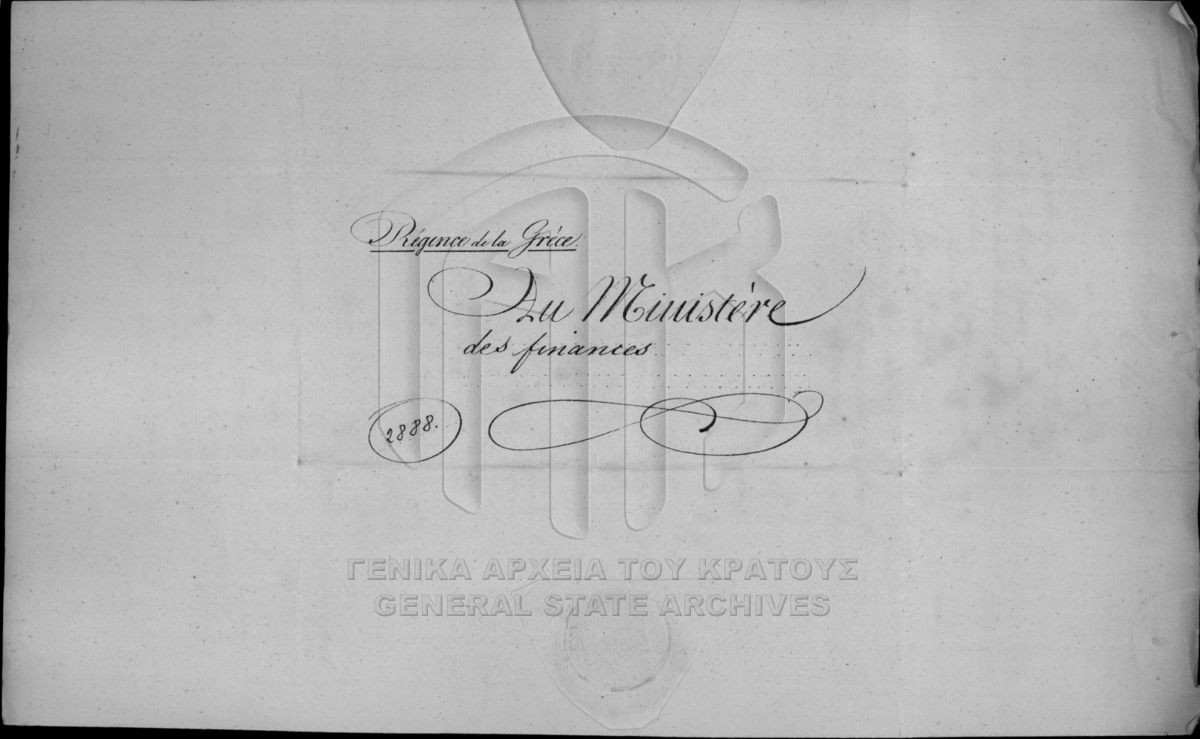 Régence de la Grèce.
Au Ministère
des finances
2888.
ΓΕΝΙΚΑ ΑΡΧΕΙΑ ΤΟΥ ΚΡΑΤΟΥΣ
GENERAL STATE ARCHIVES